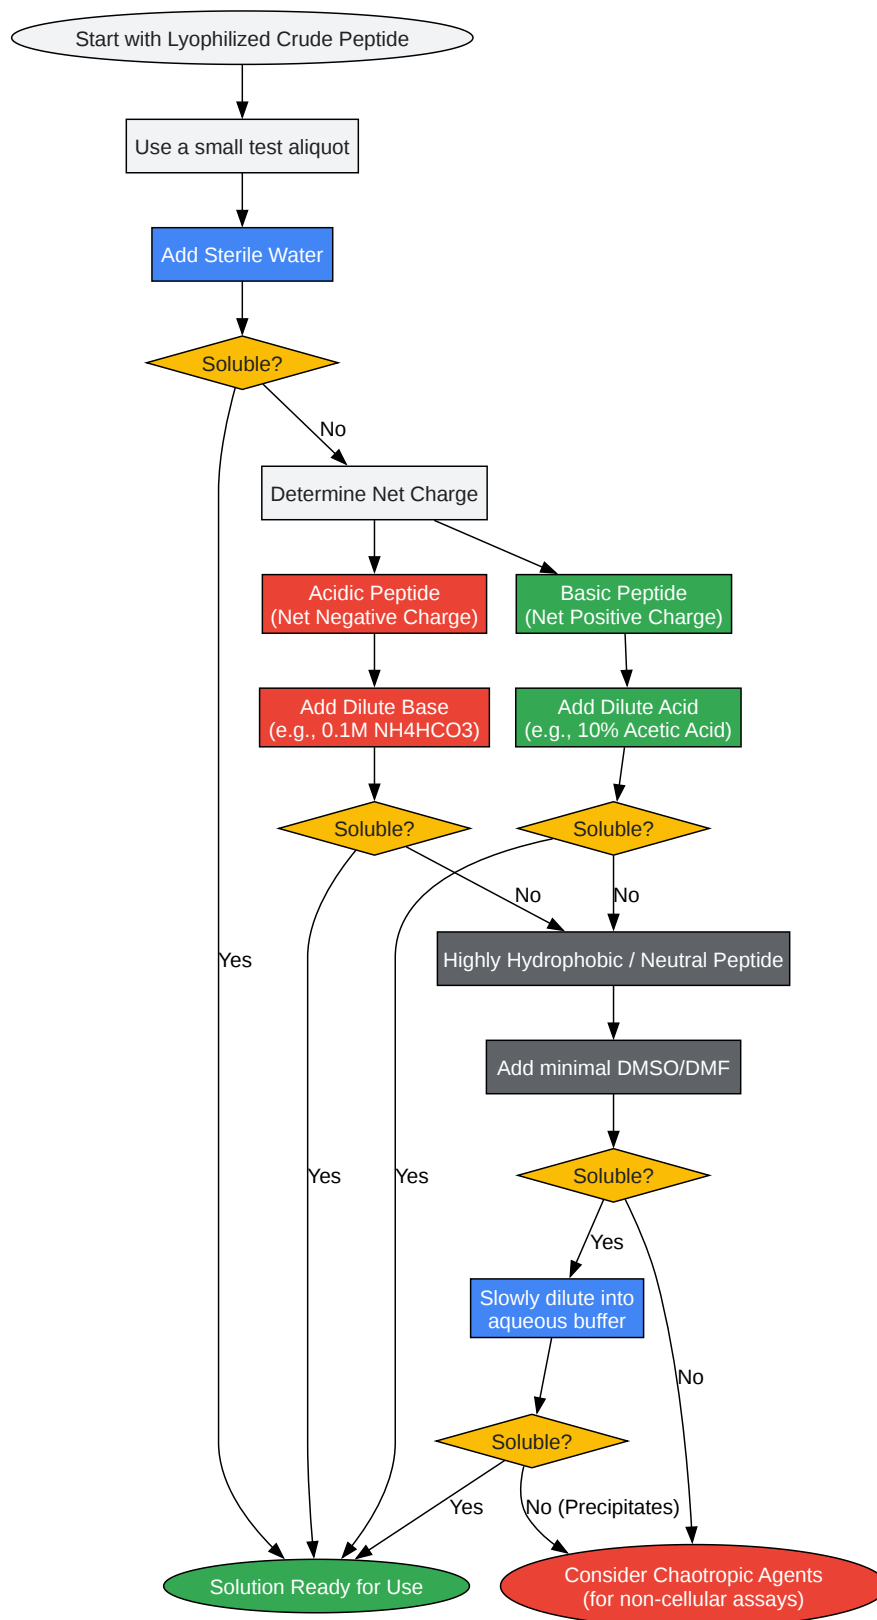 Start with Lyophilized Crude Peptide
Use a small test aliquot
Add Sterile Water
Soluble?
No
Determine Net Charge
Acidic Peptide
(Net Negative Charge)
Basic Peptide
(Net Positive Charge)
Add Dilute Base
(e.g., 0.1M NH4HCO3)
Add Dilute Acid
(e.g., 10% Acetic Acid)
Soluble?
Soluble?
No
No
Yes
Highly Hydrophobic / Neutral Peptide
Add minimal DMSO/DMF
Yes
Yes
Soluble?
Yes
Slowly dilute into
aqueous buffer
No
Soluble?
Yes
No (Precipitates)
Solution Ready for Use
Consider Chaotropic Agents
(for non-cellular assays)